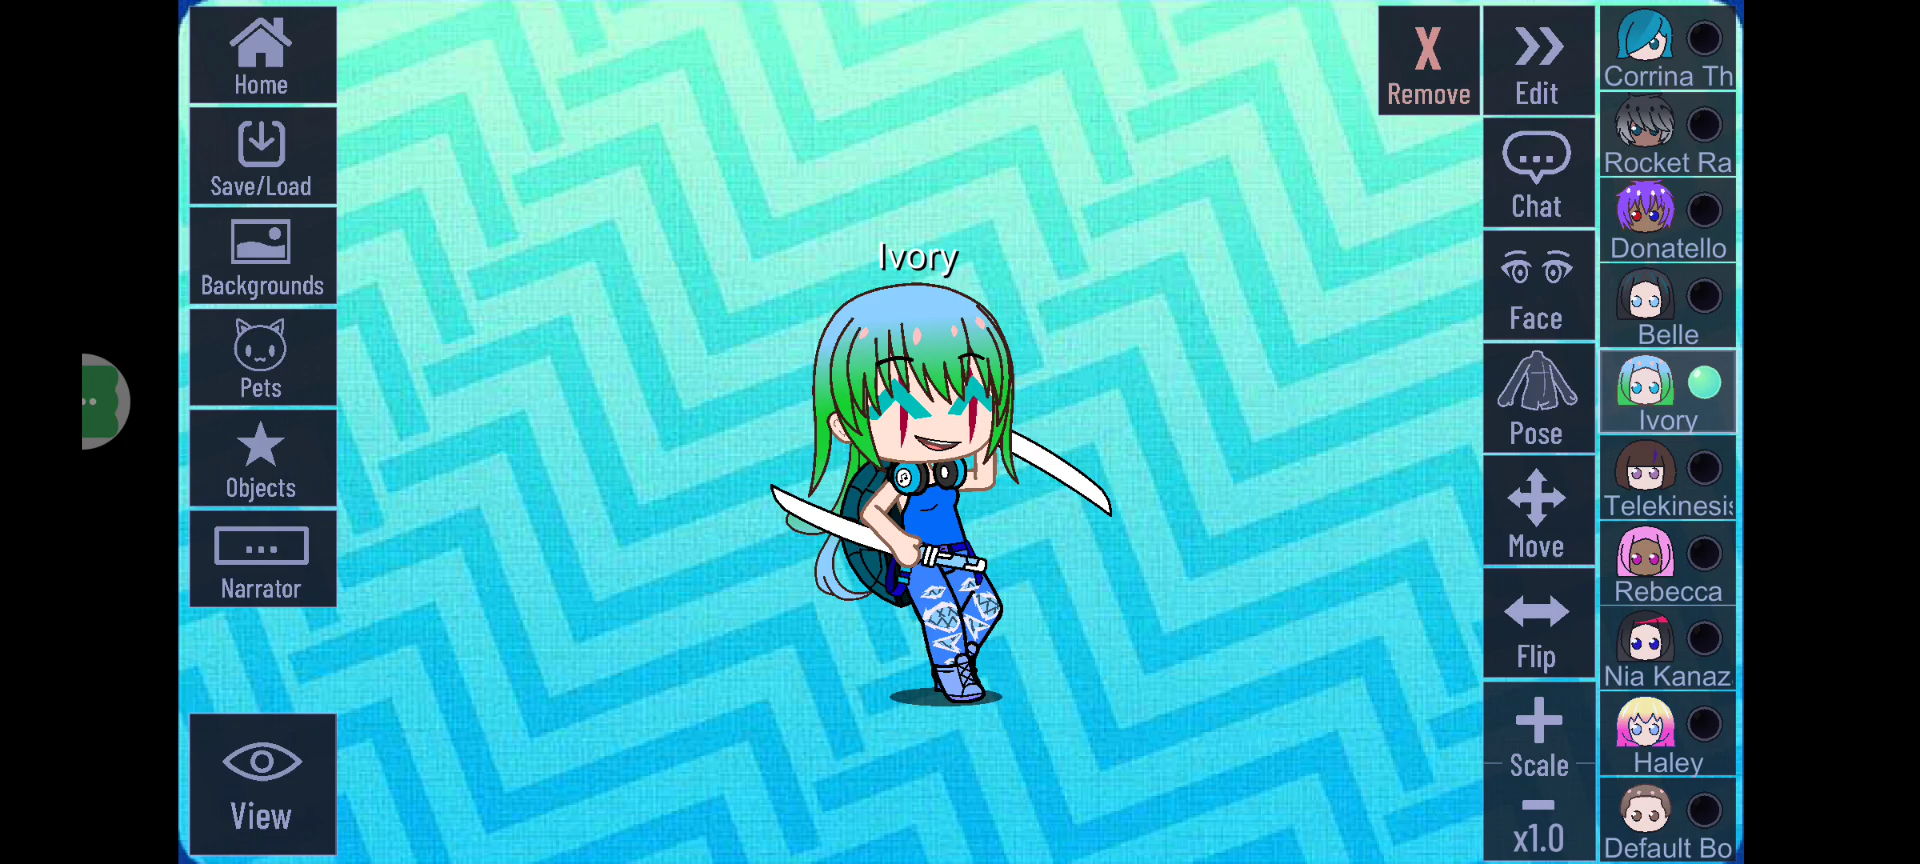 Home
Save/Load
Backgrounds
Pets
Objects
Narrator
View
Ivory
X
Remove
Edit
Chat
Face
Pose
Move
Flip
Scale
x1.0
Corrina Th
Rocket Ra
Donatello
Belle
Ivory
Telekinesis
Rebecca
Nia Kanaz
Haley
Default Bo